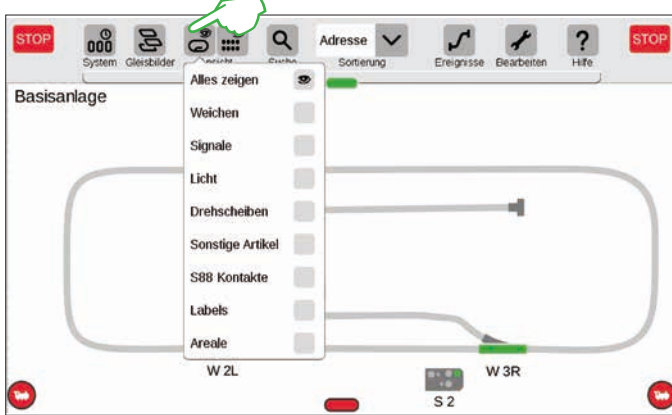 STOP
Adresse
STOP
System
Gleisbilder
Ansicht
Suche
Sortierung
Ereignisse
Bearbeiten
Hilfe
Basisanlage
Alles zeigen
Weichen
Signale
Licht
Drehscheiben
Sonstige Artikel
S88 Kontakte
Labels
Areale
W 2L
W 3R
S 2